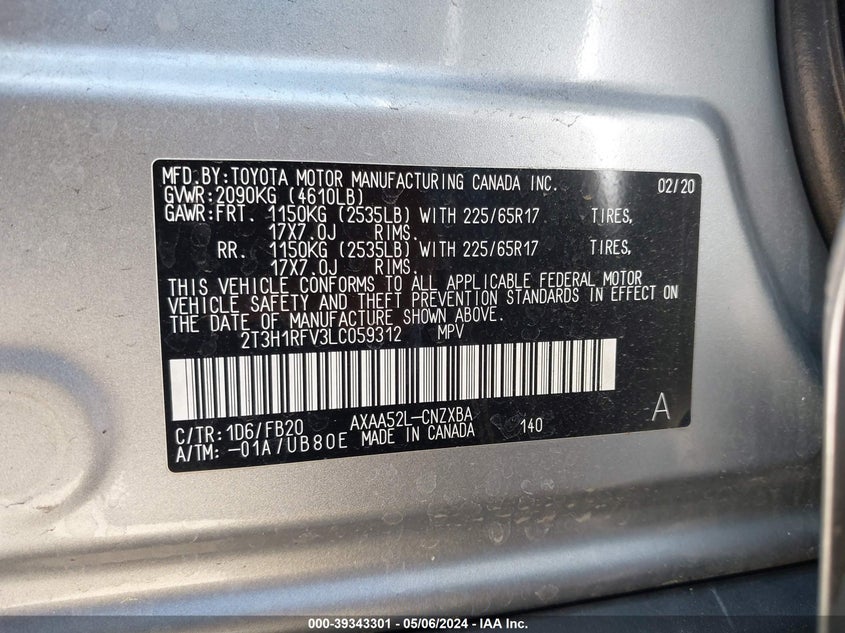 MFD.BY:TOYOTA MOTOR MANUFACTURING CANADA INC. 02/20
GVWR:2090KG (4610LB)
GAWR:FRT. 1150KG (2535LB) WITH 225/65R17 TIRES,
17X7.0J RIMS.
RR. 1150KG (2535LB) WITH 225/65R17 TIRES,
17X7.0J RIMS.
THIS VEHICLE CONFORMS TO ALL APPLICABLE FEDERAL MOTOR
VEHICLE SAFETY AND THEFT PREVENTION STANDARDS IN EFFECT ON
THE DATE OF MANUFACTURE SHOWN ABOVE.
2T3H1RFV3LC059312 MPV
C/TR:1D6/FB20 AXAA52L-CNZXBA A
A/TM:-01A/UB80E MADE IN CANADA 140
000-39343301 - 05/06/2024 - IAA Inc.